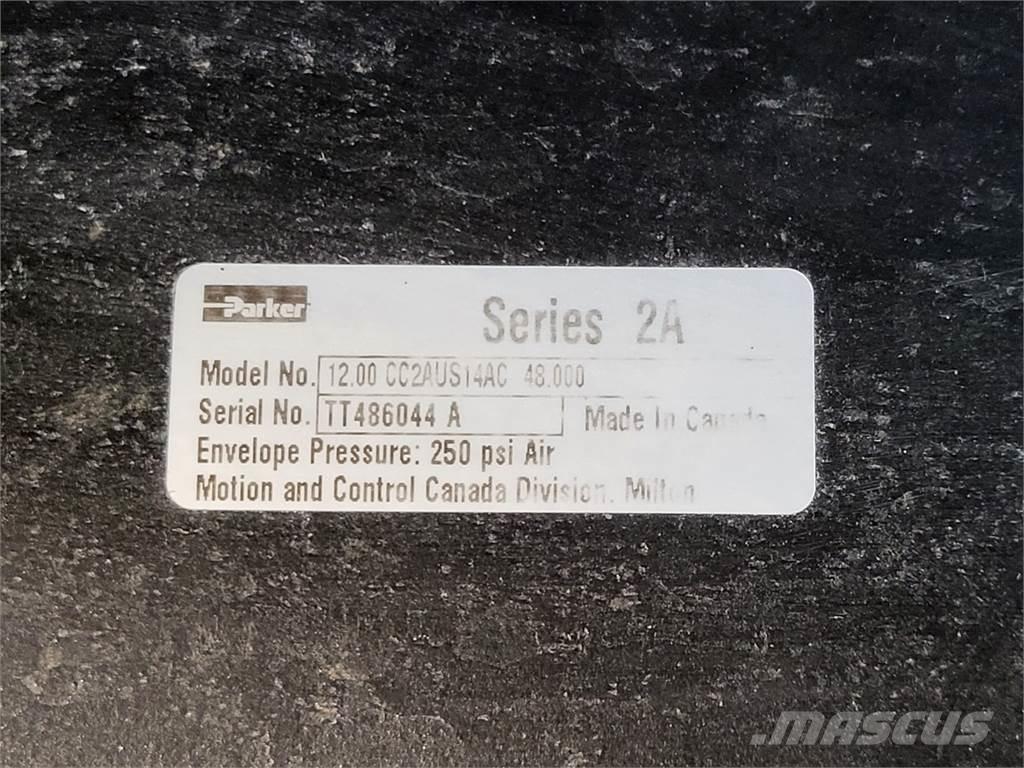 Parker
Series 2A
Model No. 12.00 CC2AUS14AC 48.000
Serial No. TT486044 A Made In Canada
Envelope Pressure: 250 psi Air
Motion and Control Canada Division, Milton
MASCUS